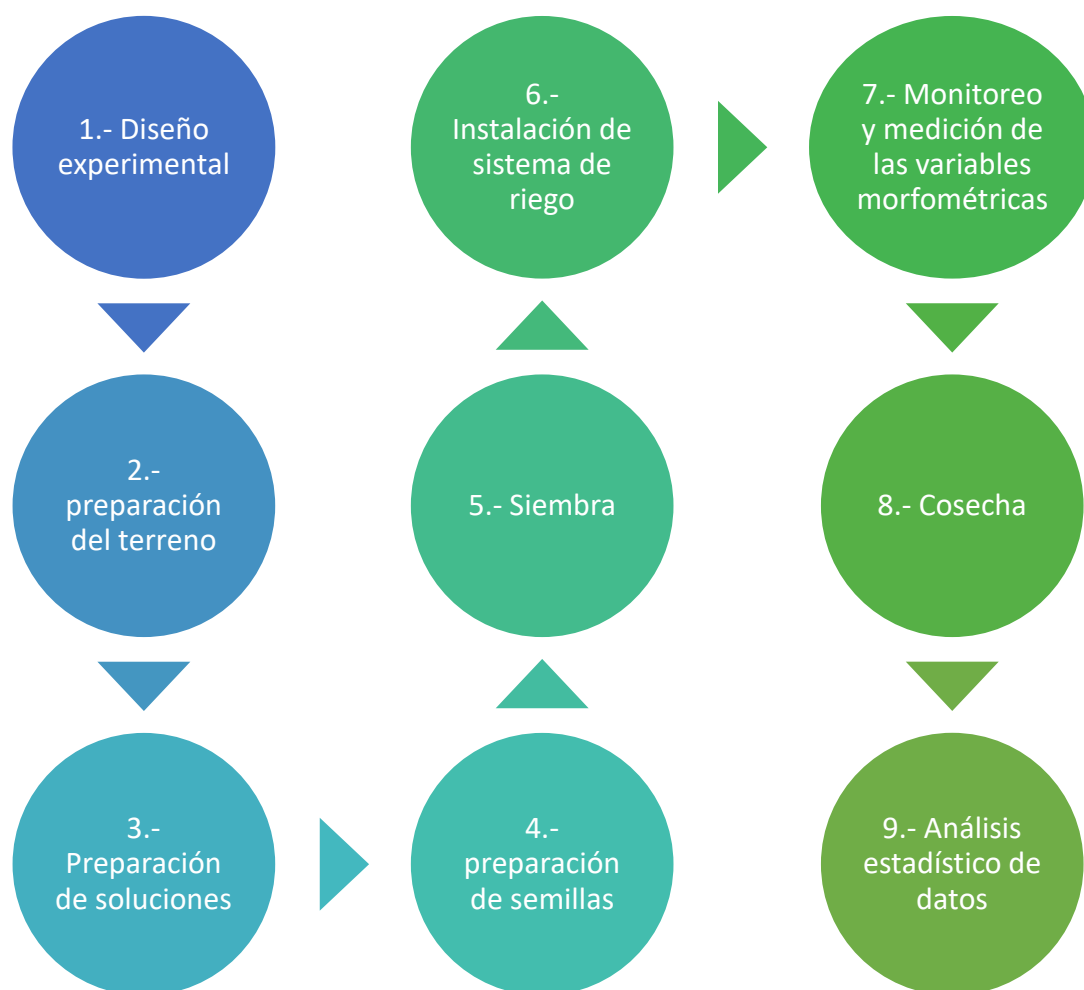 1.- Diseño
experimental
2.-
preparación
del terreno
3.-
Preparación
de soluciones
4.-
preparación
de semillas
5.- Siembra
6.-
Instalación de
sistema de
riego
7.- Monitoreo
y medición de
las variables
morfométricas
8.- Cosecha
9.- Análisis
estadístico de
datos